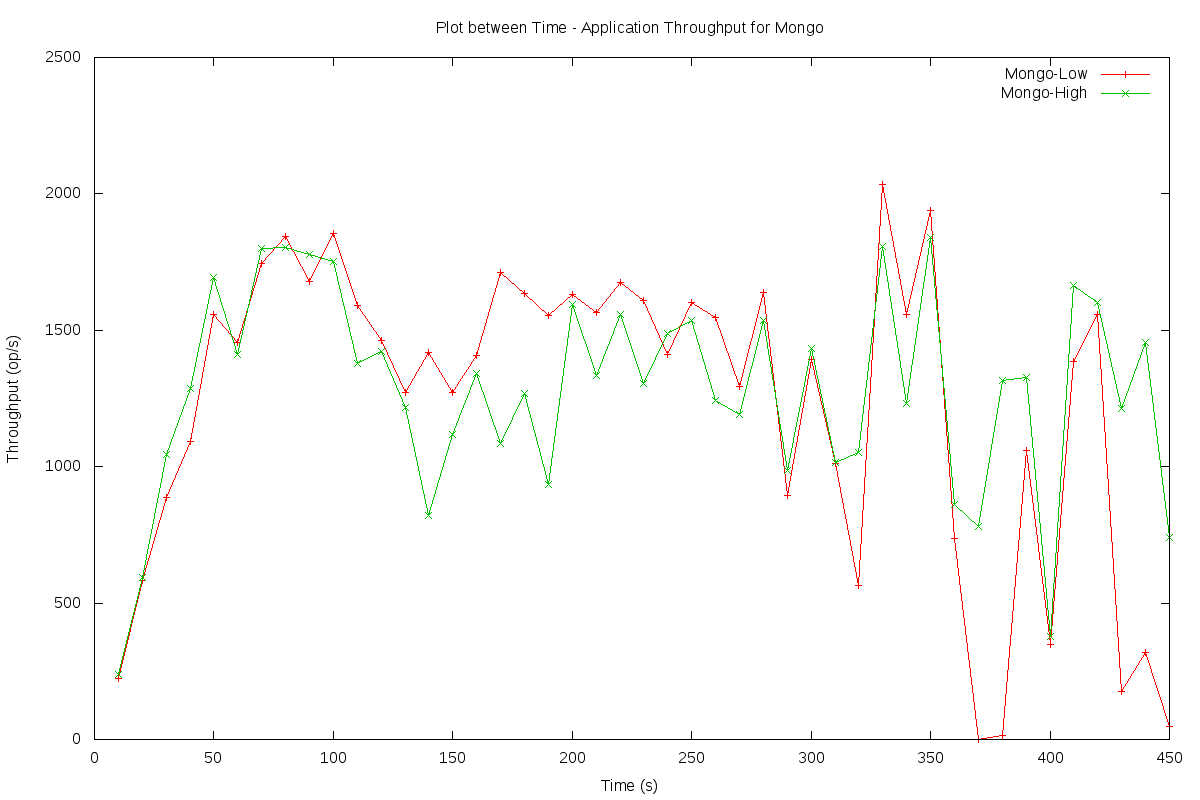 Plot between Time - Application Throughput for Mongo
2500
2000
1500
1000
500
0
Throughput (op/s)
Mongo-Low
Mongo-High
0 50 100 150 200 250 300 350 400 450
Time (s)